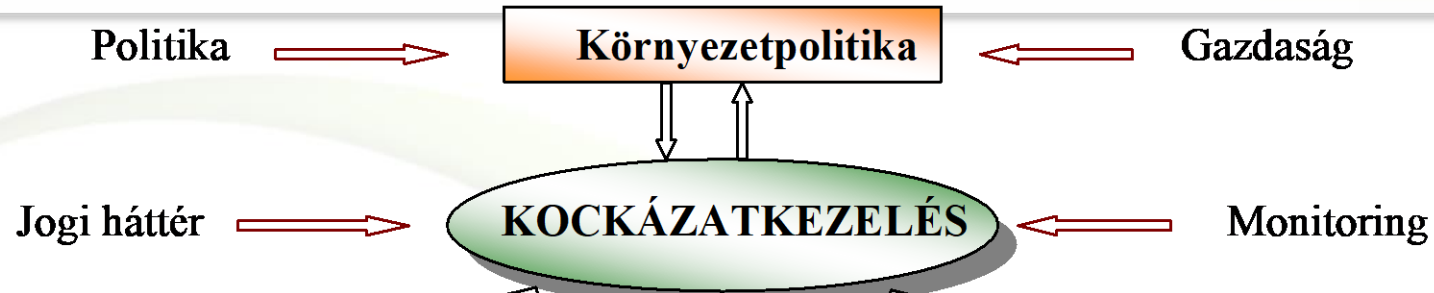 Politika Környezetpolitika Gazdaság
Jogi háttér KOCKÁZATKEZELÉS Monitoring